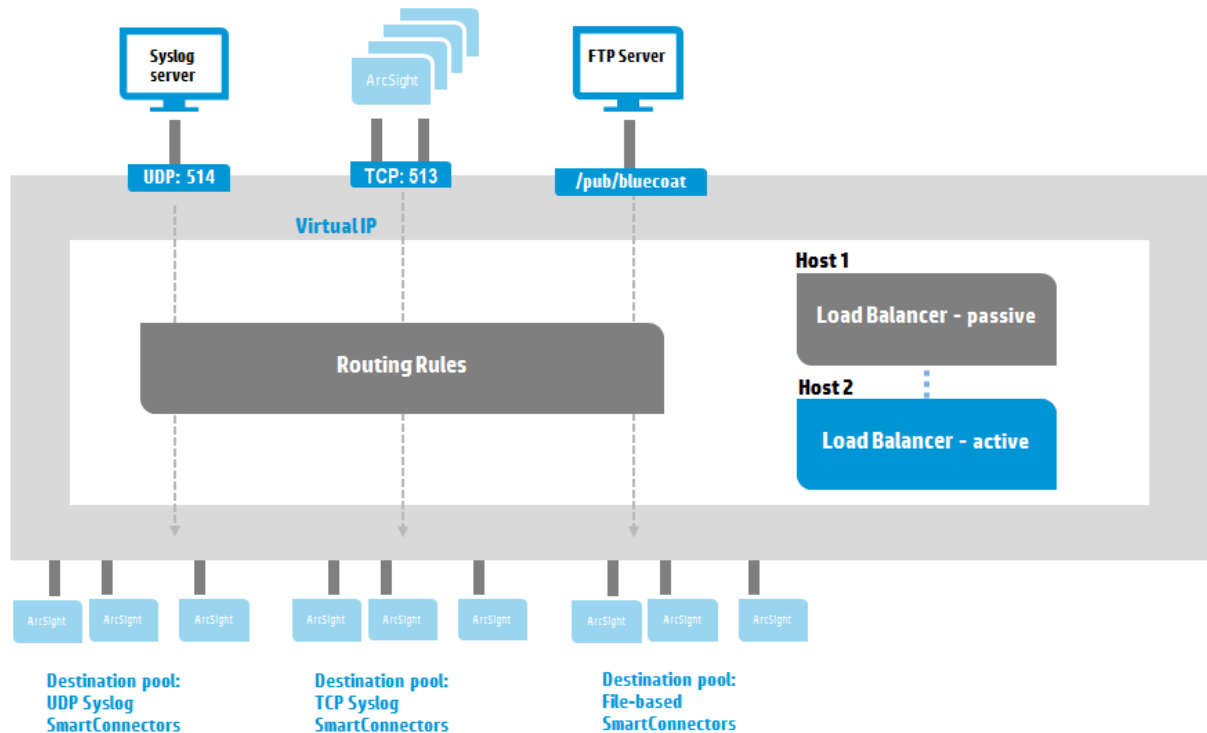 Syslog
server
ArcSight
FTP Server
UDP: 514
TCP: 513
/pub/bluecoat
Virtual IP
Host 1
Load Balancer - passive
Routing Rules
Host 2
Load Balancer - active
ArcSight
ArcSight
ArcSight
ArcSight
ArcSight
ArcSight
ArcSight
ArcSight
ArcSight
Destination pool:
UDP Syslog
SmartConnectors
Destination pool:
TCP Syslog
SmartConnectors
Destination pool:
File-based
SmartConnectors